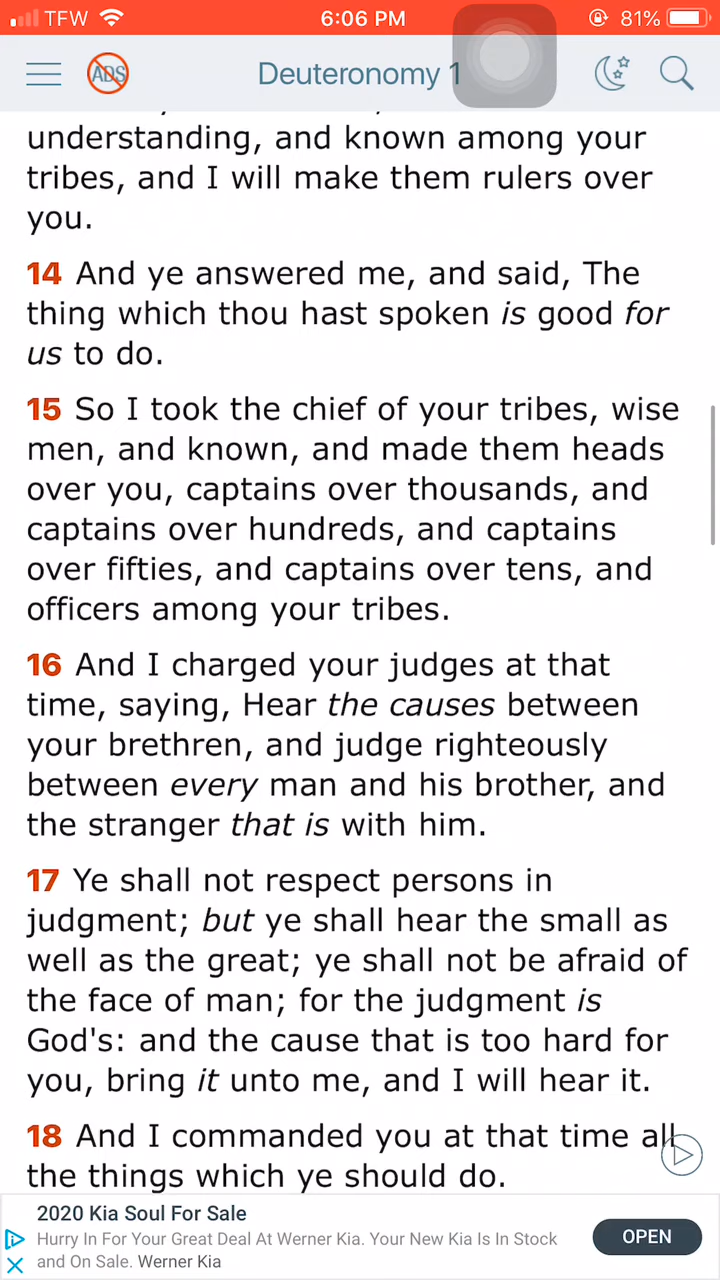 TFW 6:06 PM 81%
ADS Deuteronomy 1
understanding, and known among your
tribes, and I will make them rulers over
you.
14 And ye answered me, and said, The
thing which thou hast spoken is good for
us to do.
15 So I took the chief of your tribes, wise
men, and known, and made them heads
over you, captains over thousands, and
captains over hundreds, and captains
over fifties, and captains over tens, and
officers among your tribes.
16 And I charged your judges at that
time, saying, Hear the causes between
your brethren, and judge righteously
between every man and his brother, and
the stranger that is with him.
17 Ye shall not respect persons in
judgment; but ye shall hear the small as
well as the great; ye shall not be afraid of
the face of man; for the judgment is
God's: and the cause that is too hard for
you, bring it unto me, and I will hear it.
18 And I commanded you at that time all
the things which ye should do.
2020 Kia Soul For Sale
Hurry In For Your Great Deal At Werner Kia. Your New Kia Is In Stock
and On Sale. Werner Kia
OPEN